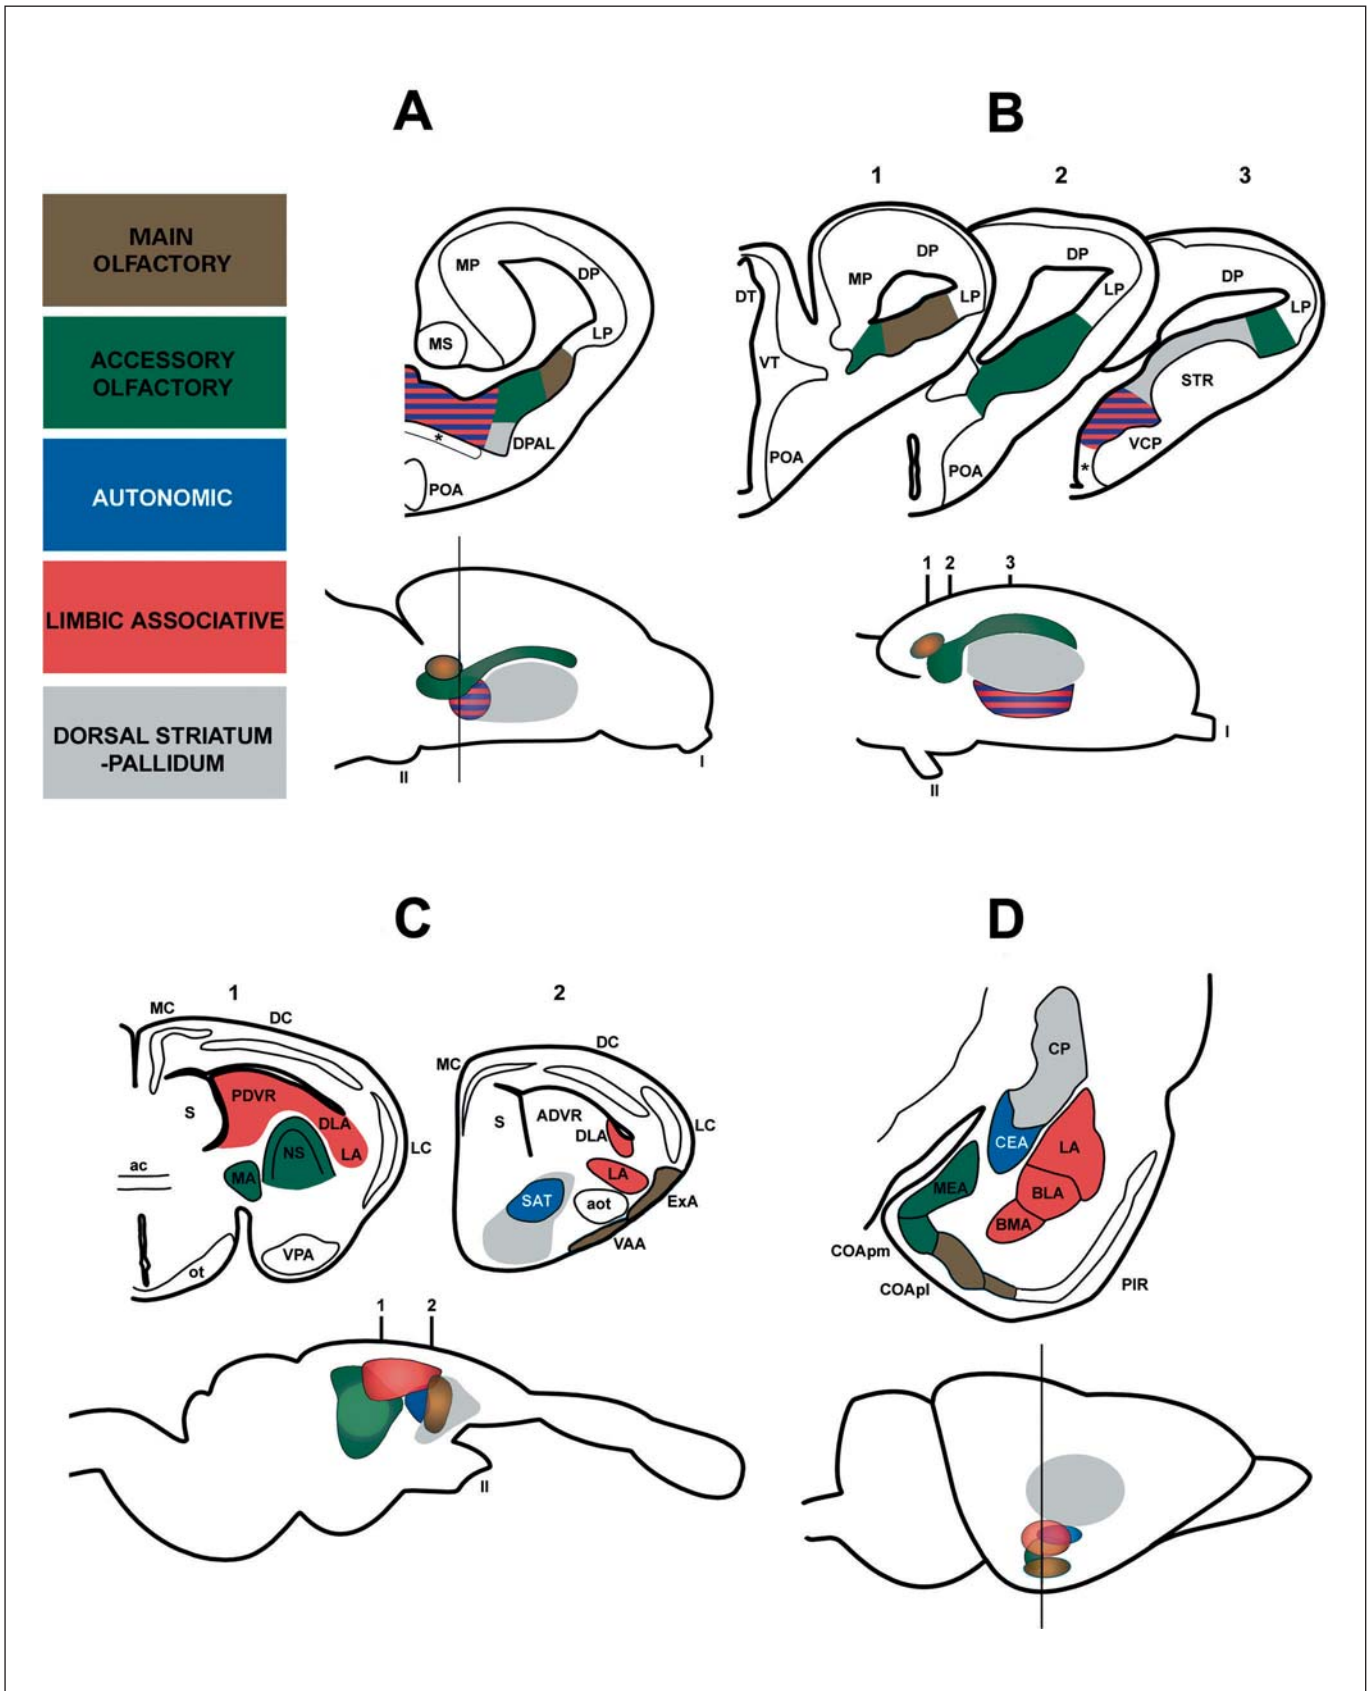 A
B
1
2
3
MAIN
OLFACTORY
ACCESSORY
OLFACTORY
AUTONOMIC
LIMBIC ASSOCIATIVE
DORSAL STRIATUM
-PALLIDUM
MP
DP
MS
LP
*
DPAL
POA
II
I
DT
MP
DP
LP
VT
POA
DP
LP
POA
DP
LP
STR
VCP
*
1
2
3
I
II
C
D
1
2
MC
DC
PDVR
S
DLA
NS
LA
LC
ac
MA
VPA
ot
MC
DC
S
ADVR
DLA
LC
LA
SAT
aot
ExA
VAA
1
2
II
CP
CEA
LA
MEA
BLA
BMA
COApm
COApl
PIR